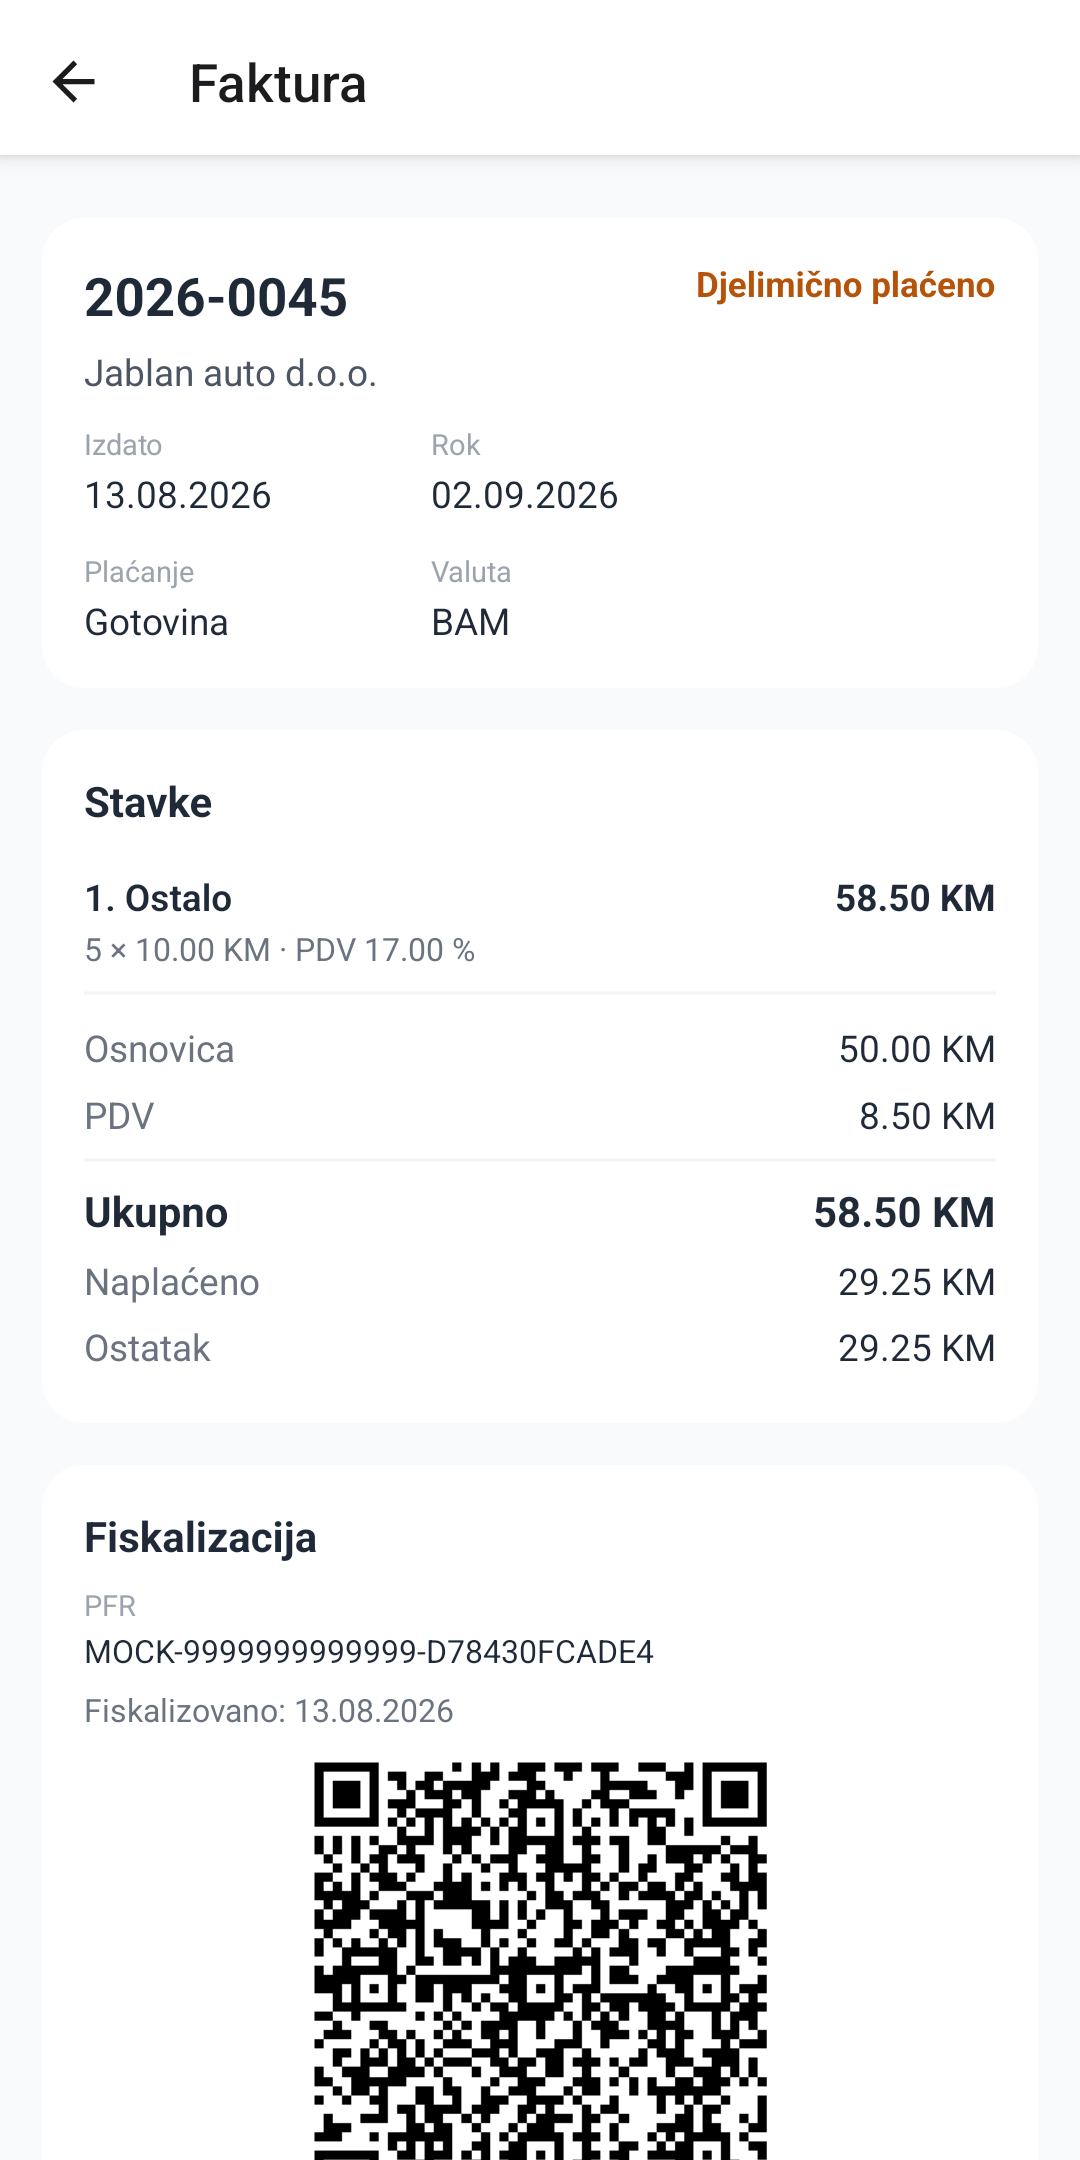 Faktura
2026-0045
Djelimično plaćeno
Jablan auto d.o.o.
Izdato Rok
13.08.2026 02.09.2026
Plaćanje Valuta
Gotovina BAM
Stavke
1. Ostalo 58.50 KM
5 × 10.00 KM · PDV 17.00 %
Osnovica 50.00 KM
PDV 8.50 KM
Ukupno 58.50 KM
Naplaćeno 29.25 KM
Ostatak 29.25 KM
Fiskalizacija
PFR
MOCK-9999999999999-D78430FCADE4
Fiskalizovano: 13.08.2026